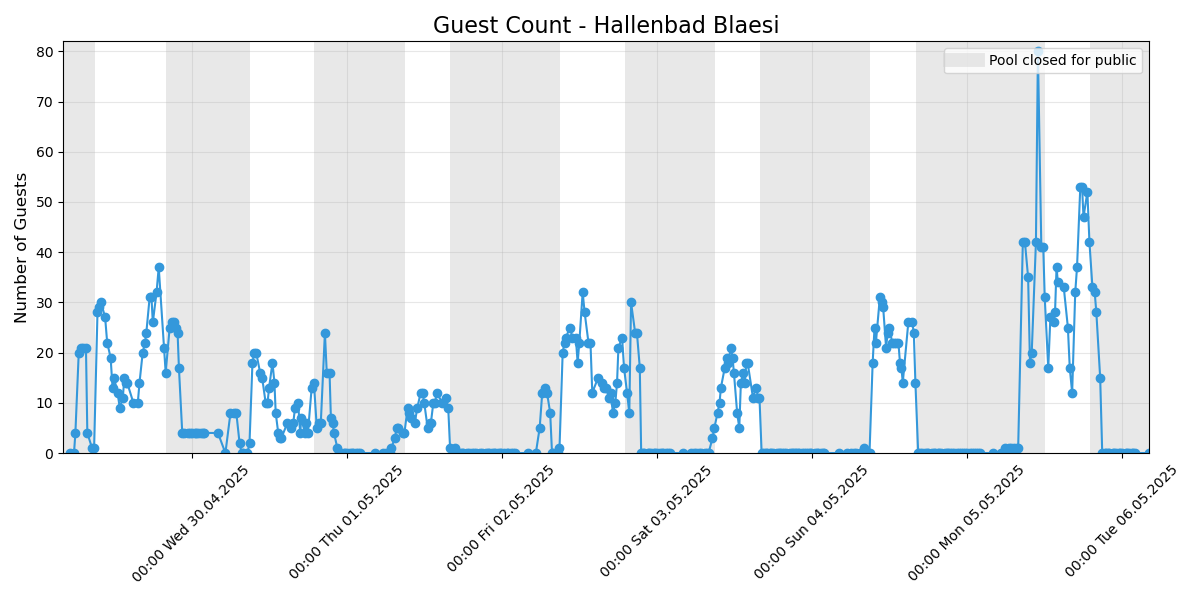 Guest Count - Hallenbad Blaesi
Pool closed for public
Number of Guests
80
70
60
50
40
30
20
10
0
00:00 Wed 30.04.2025
00:00 Thu 01.05.2025
00:00 Fri 02.05.2025
00:00 Sat 03.05.2025
00:00 Sun 04.05.2025
00:00 Mon 05.05.2025
00:00 Tue 06.05.2025